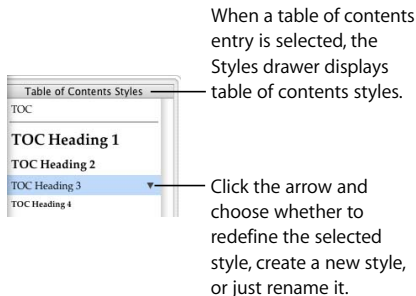 When a table of contents
entry is selected, the
Styles drawer displays
table of contents styles.
Table of Contents Styles
TOC
TOC Heading 1
TOC Heading 2
TOC Heading 3
TOC Heading 4
Click the arrow and
choose whether to
redefine the selected
style, create a new style,
or just rename it.